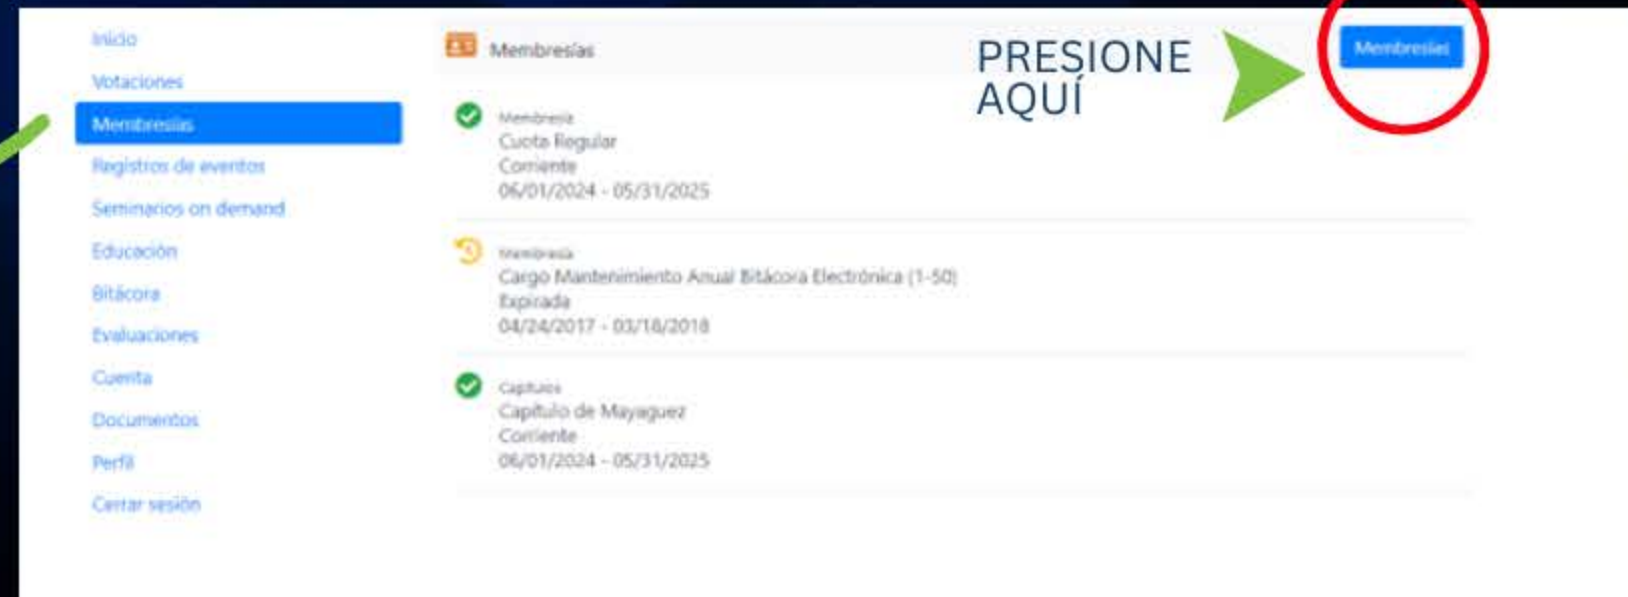 Inicio
Votaciones
Membresías
Registros de eventos
Seminarios on demand
Educación
Bitácora
Evaluaciones
Cuenta
Documentos
Perfil
Cerrar sesión
Membresías
PRESIONE
AQUÍ
Membresías
Membresía
Cuota Regular
Corriente
06/01/2024 - 05/31/2025
Membresía
Cargo Mantenimiento Anual Bitácora Electrónica (1-50)
Expirada
04/24/2017 - 03/18/2018
Capítulos
Capítulo de Mayaguez
Corriente
06/01/2024 - 05/31/2025